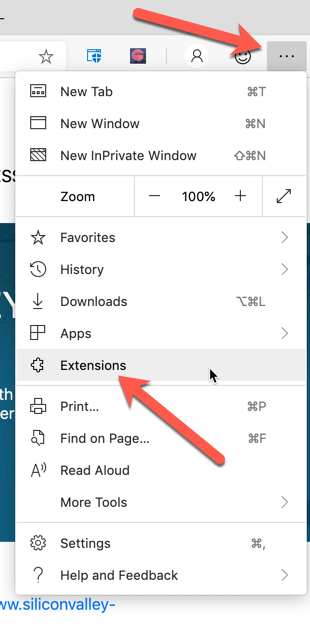 New Tab ⌘T
New Window ⌘N
New InPrivate Window ⇧⌘N
Zoom — 100% +
Favorites
History
Downloads ⌥⌘L
Apps
Extensions
Print... ⌘P
Find on Page... ⌘F
Read Aloud
More Tools
Settings ⌘,
Help and Feedback
ww.siliconvalley-